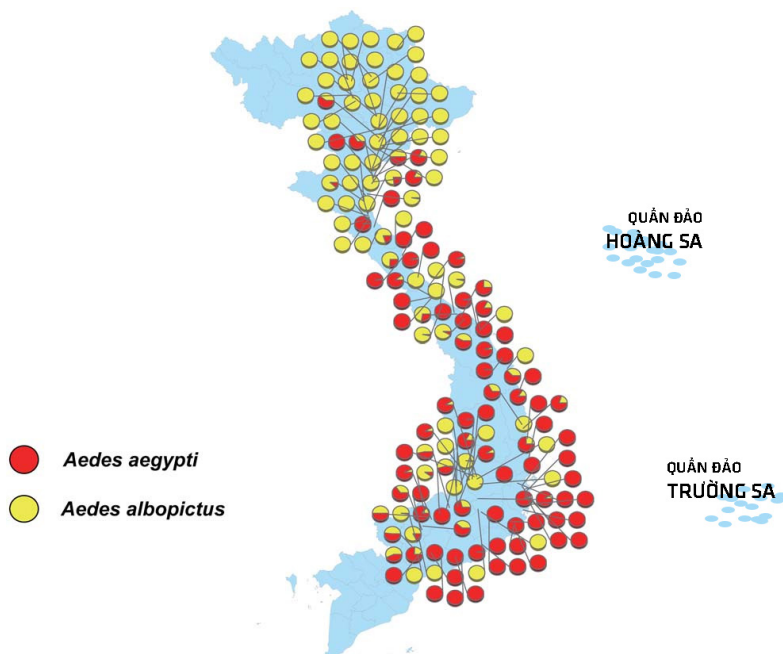 QUẦN ĐẢO
HOÀNG SA
Aedes aegypti
Aedes albopictus
QUẦN ĐẢO
TRƯỜNG SA